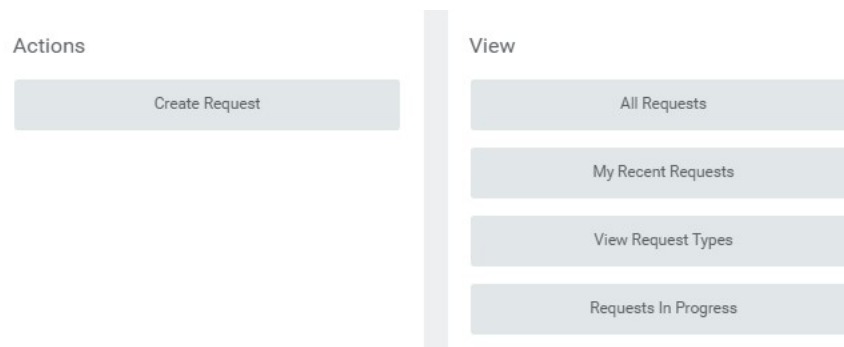 Actions
Create Request
View
All Requests
My Recent Requests
View Request Types
Requests In Progress